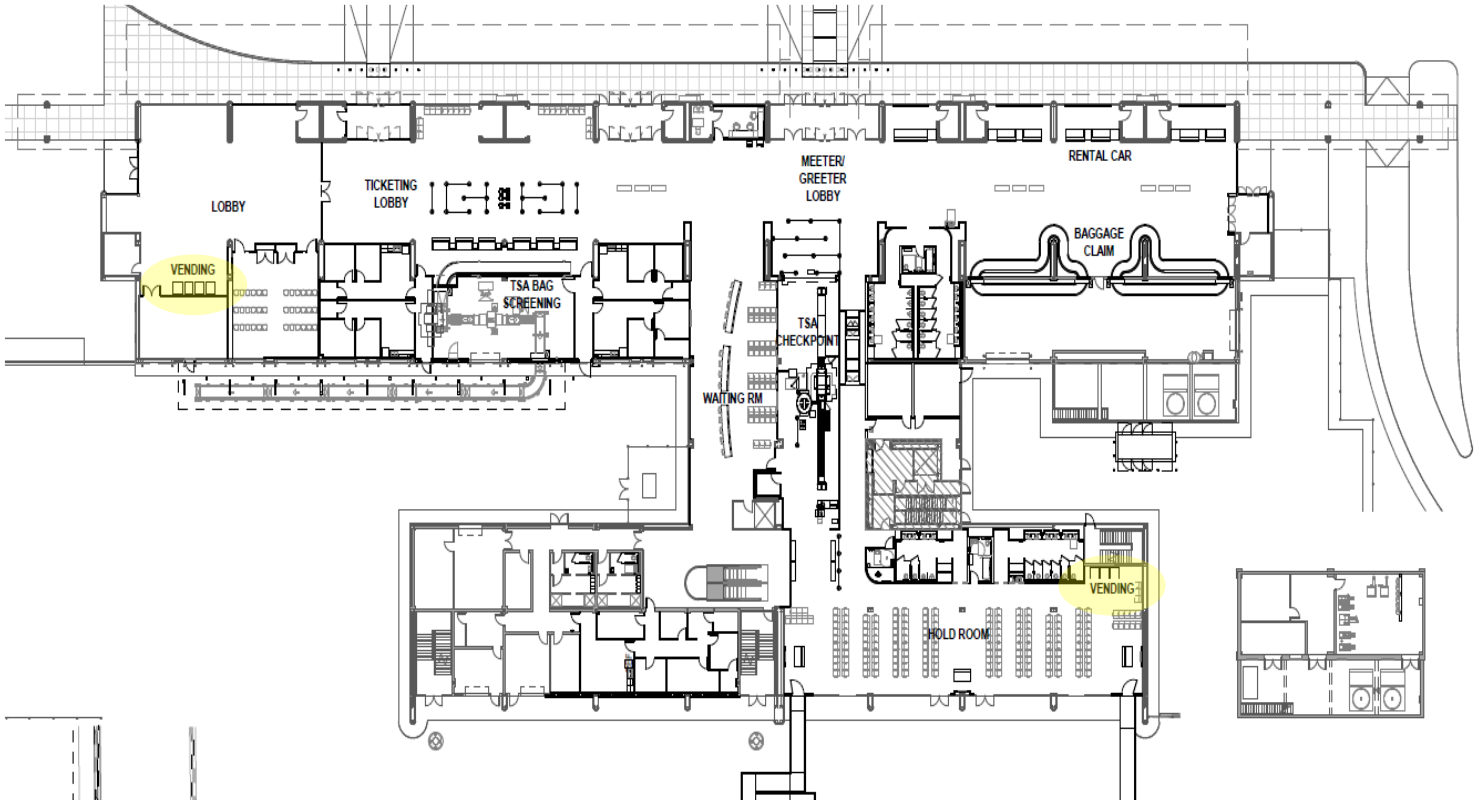 RENTAL CAR
MEETER/
GREETER
LOBBY
TICKETING
LOBBY
LOBBY
BAGGAGE
CLAIM
VENDING
TSA BAG
SCREENING
TSA
CHECKPOINT
WAITING RM
VENDING
HOLD ROOM